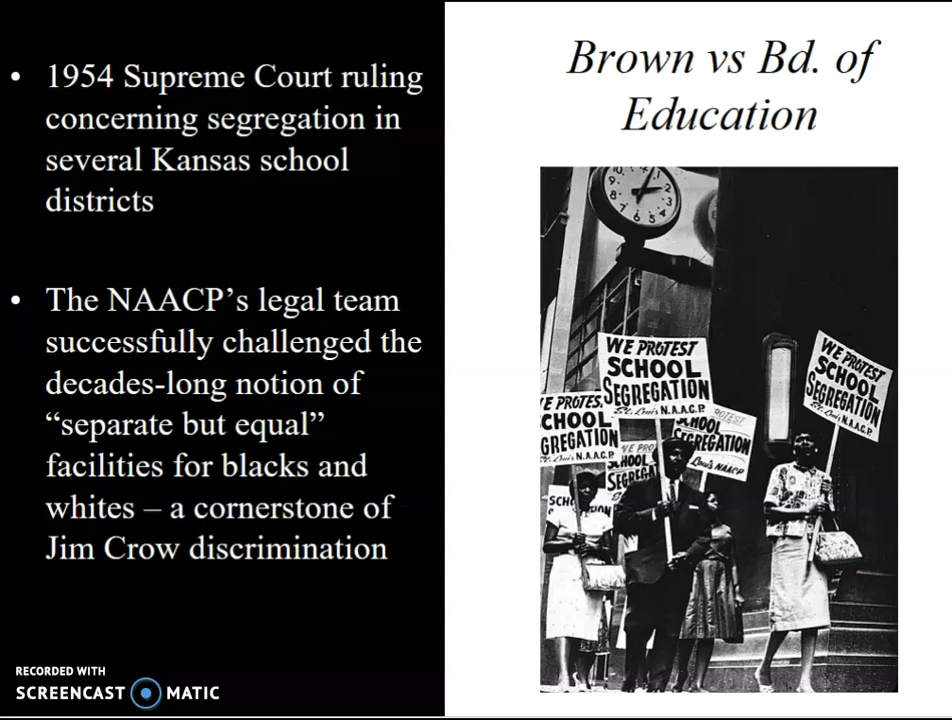 • 1954 Supreme Court ruling
concerning segregation in
several Kansas school
districts
• The NAACP’s legal team
successfully challenged the
decades-long notion of
“separate but equal”
facilities for blacks and
whites – a cornerstone of
Jim Crow discrimination
RECORDED WITH
SCREENCAST MATIC
Brown vs Bd. of
Education
WE PROTEST
SCHOOL
SEGREGATION
St. Louis N.A.A.C.P.
WE PROTEST
SCHOOL
SEGREGATION
St. Louis N.A.A.C.P.